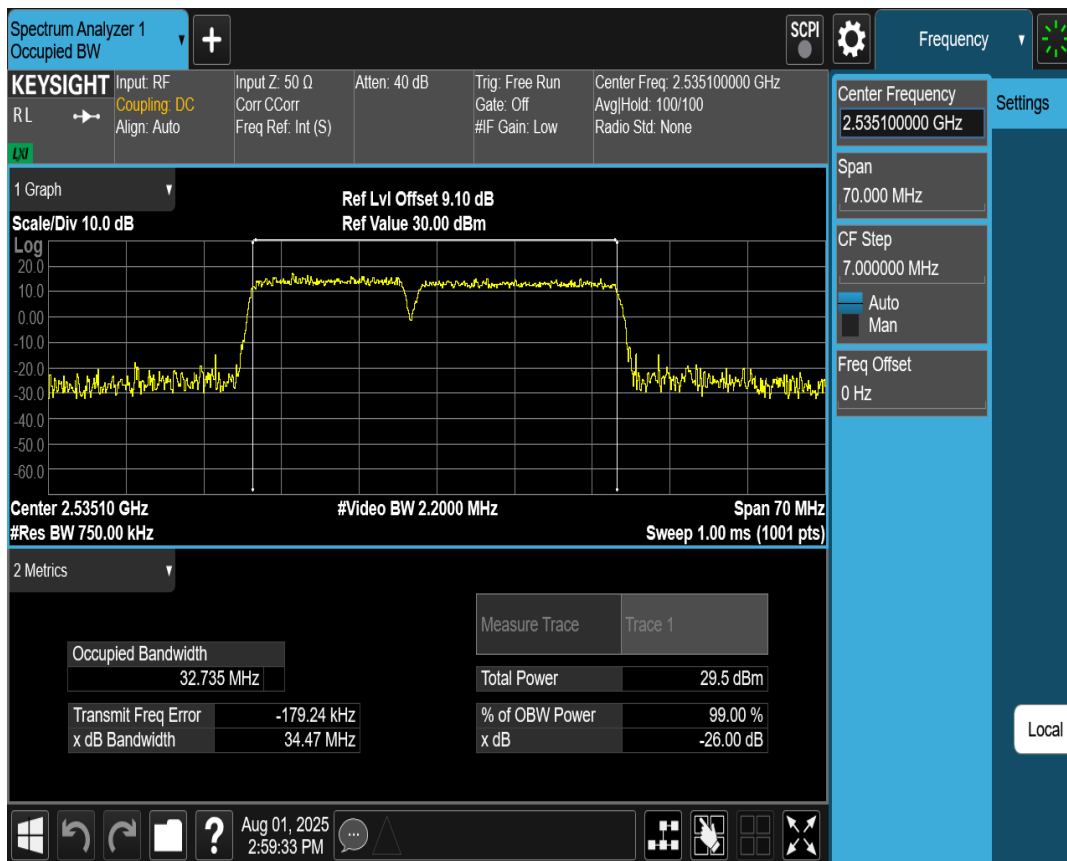 Spectrum Analyzer 1
Occupied BW
+
SCPI
Frequency
KEYSIGHT
RL
LXI
Input: RF
Coupling: DC
Align: Auto
Input Z: 50 Ω
Corr CCorr
Freq Ref: Int (S)
Atten: 40 dB
Trig: Free Run
Gate: Off
#IF Gain: Low
Center Freq: 2.535100000 GHz
Avg|Hold: 100/100
Radio Std: None
Center Frequency
2.535100000 GHz
Settings
Span
70.000 MHz
CF Step
7.000000 MHz
Auto
Man
Freq Offset
0 Hz
Local
1 Graph
Scale/Div 10.0 dB
Ref Lvl Offset 9.10 dB
Ref Value 30.00 dBm
Log
20.0
10.0
0.00
-10.0
-20.0
-30.0
-40.0
-50.0
-60.0
Center 2.53510 GHz
#Video BW 2.2000 MHz
Span 70 MHz
#Res BW 750.00 kHz
Sweep 1.00 ms (1001 pts)
2 Metrics
Measure Trace Trace 1
Occupied Bandwidth
32.735 MHz
Total Power 29.5 dBm
Transmit Freq Error -179.24 kHz
% of OBW Power 99.00 %
x dB Bandwidth 34.47 MHz
x dB -26.00 dB
?
Aug 01, 2025
2:59:33 PM